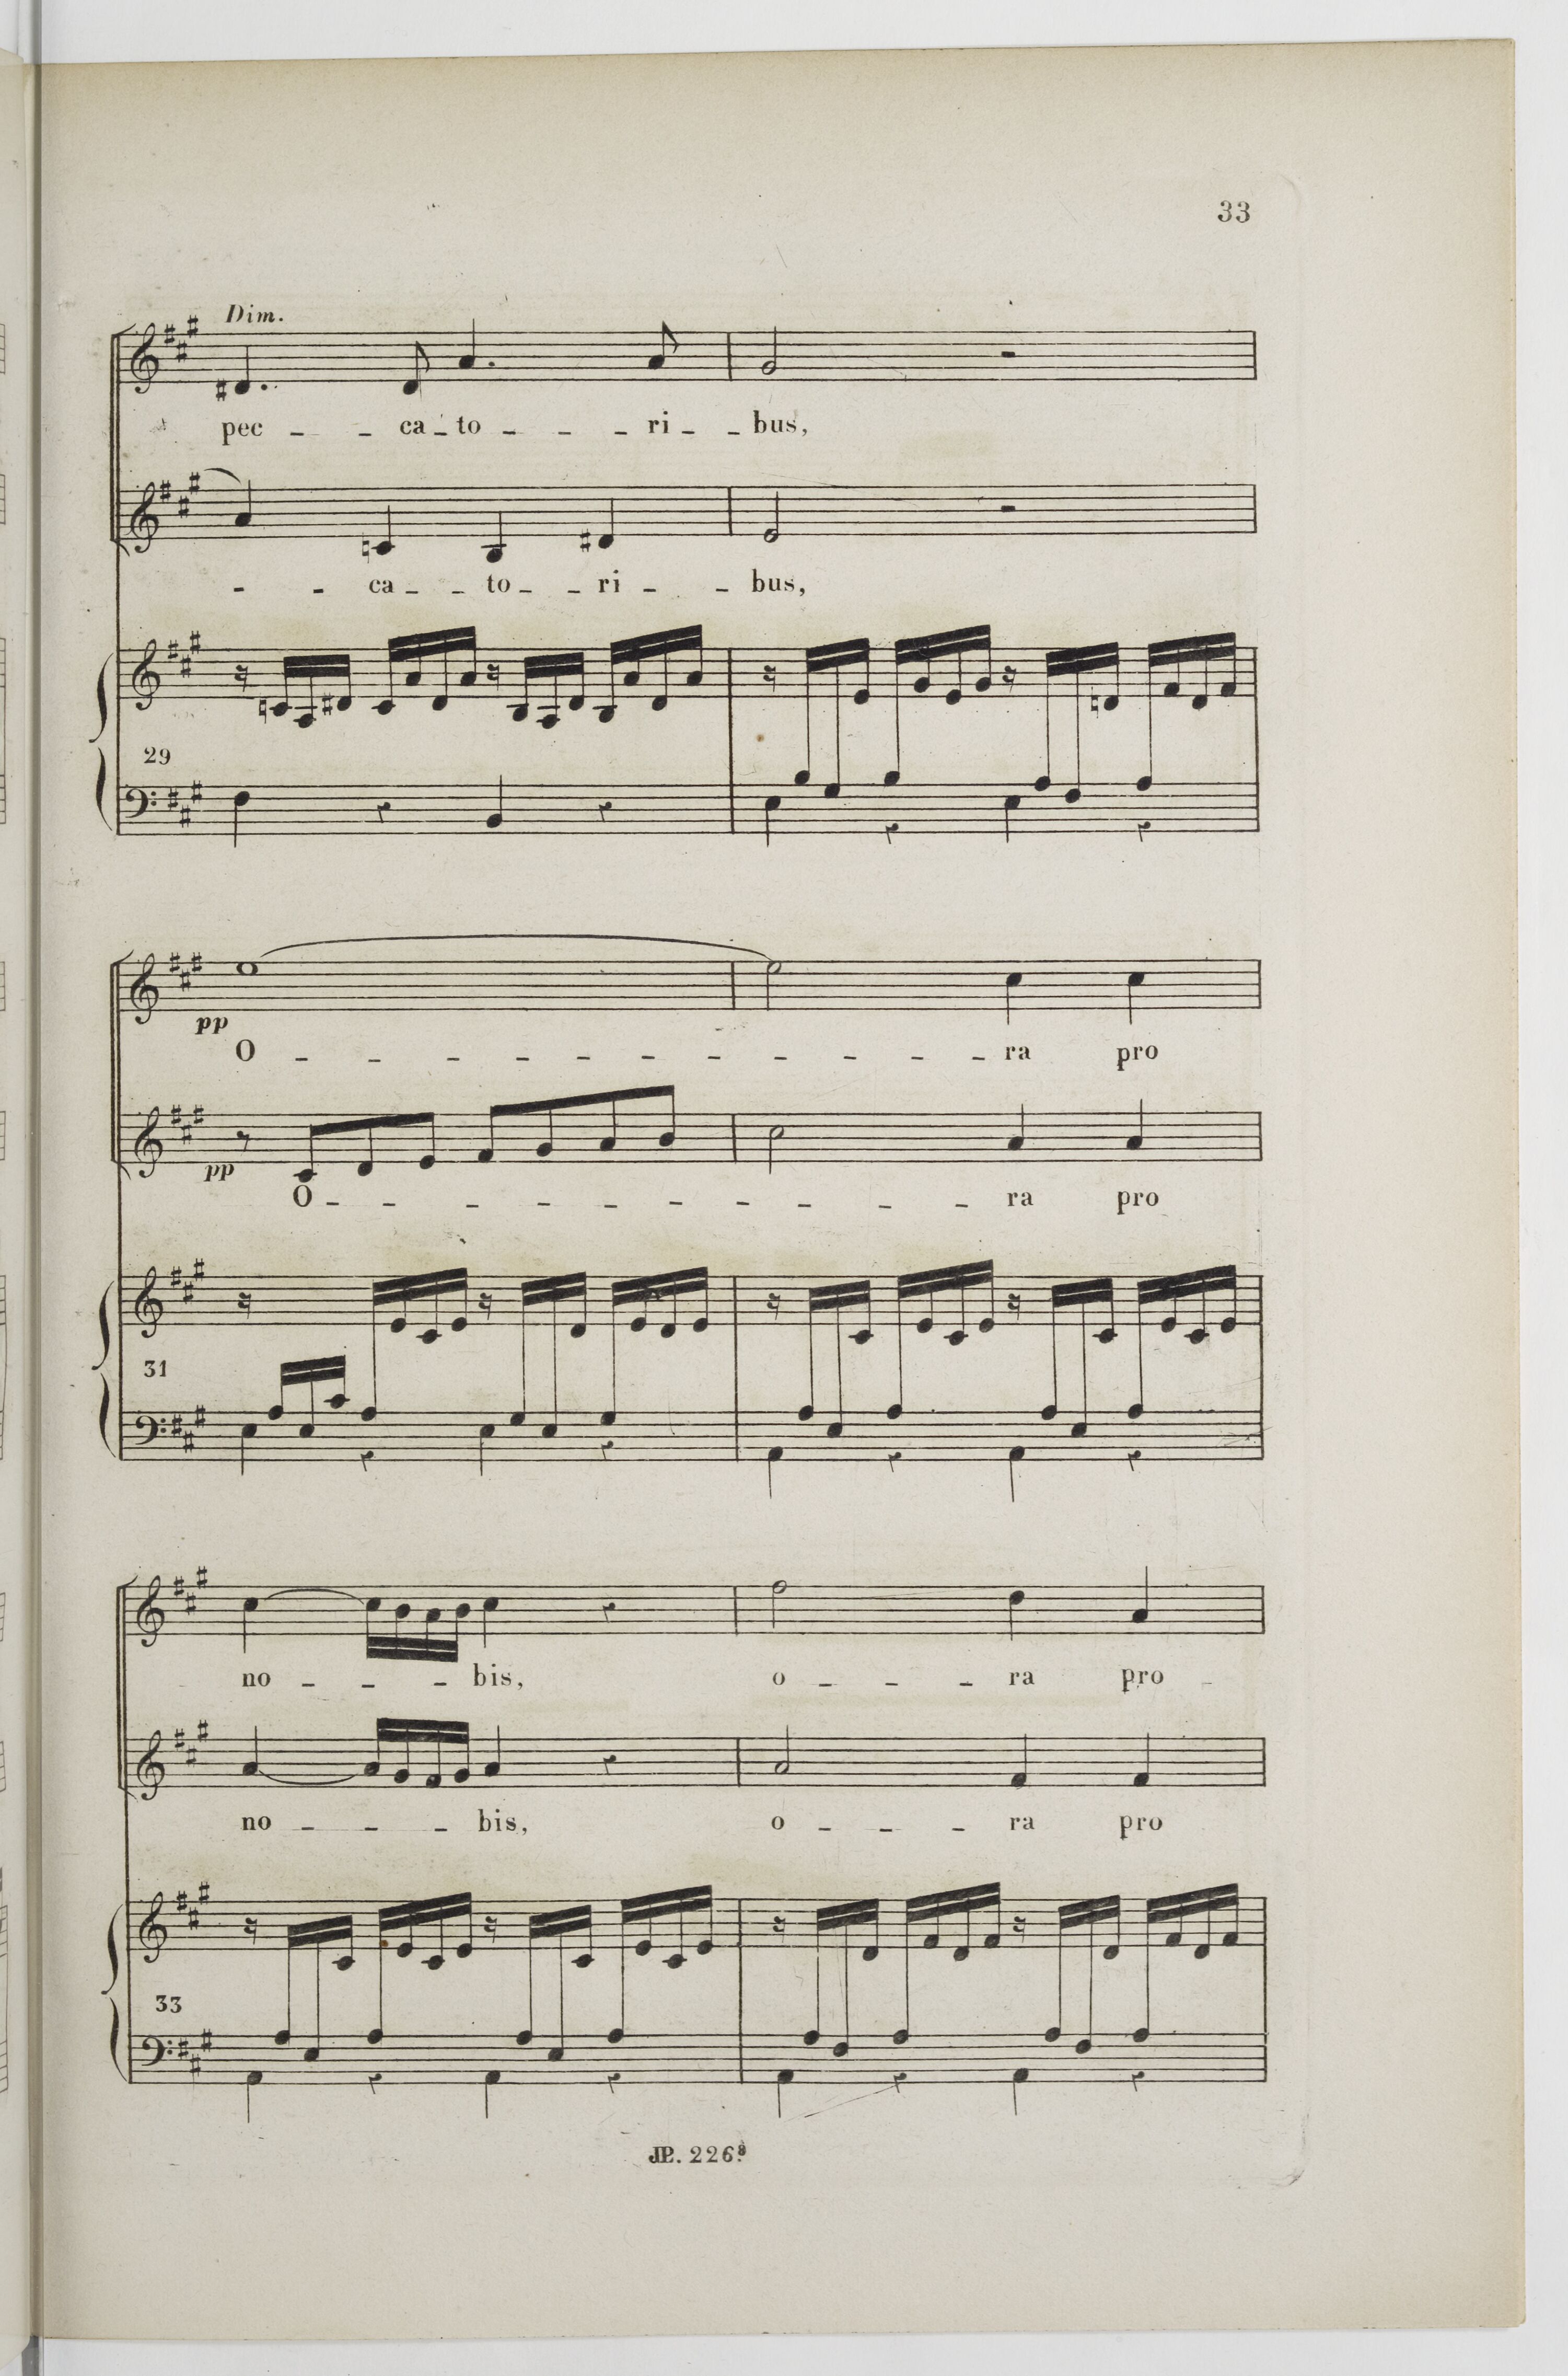 33
Dim.
pec - - ca - to - - - ri - - bus,
- - ca - - to - - ri - - bus,
29
pp
O - - - - - - - - - - ra pro
pp
O - - - - - - - - - ra pro
31
no - - - bis, o - - - ra pro
no - - - bis, o - - - ra pro
33
JP. 226.8